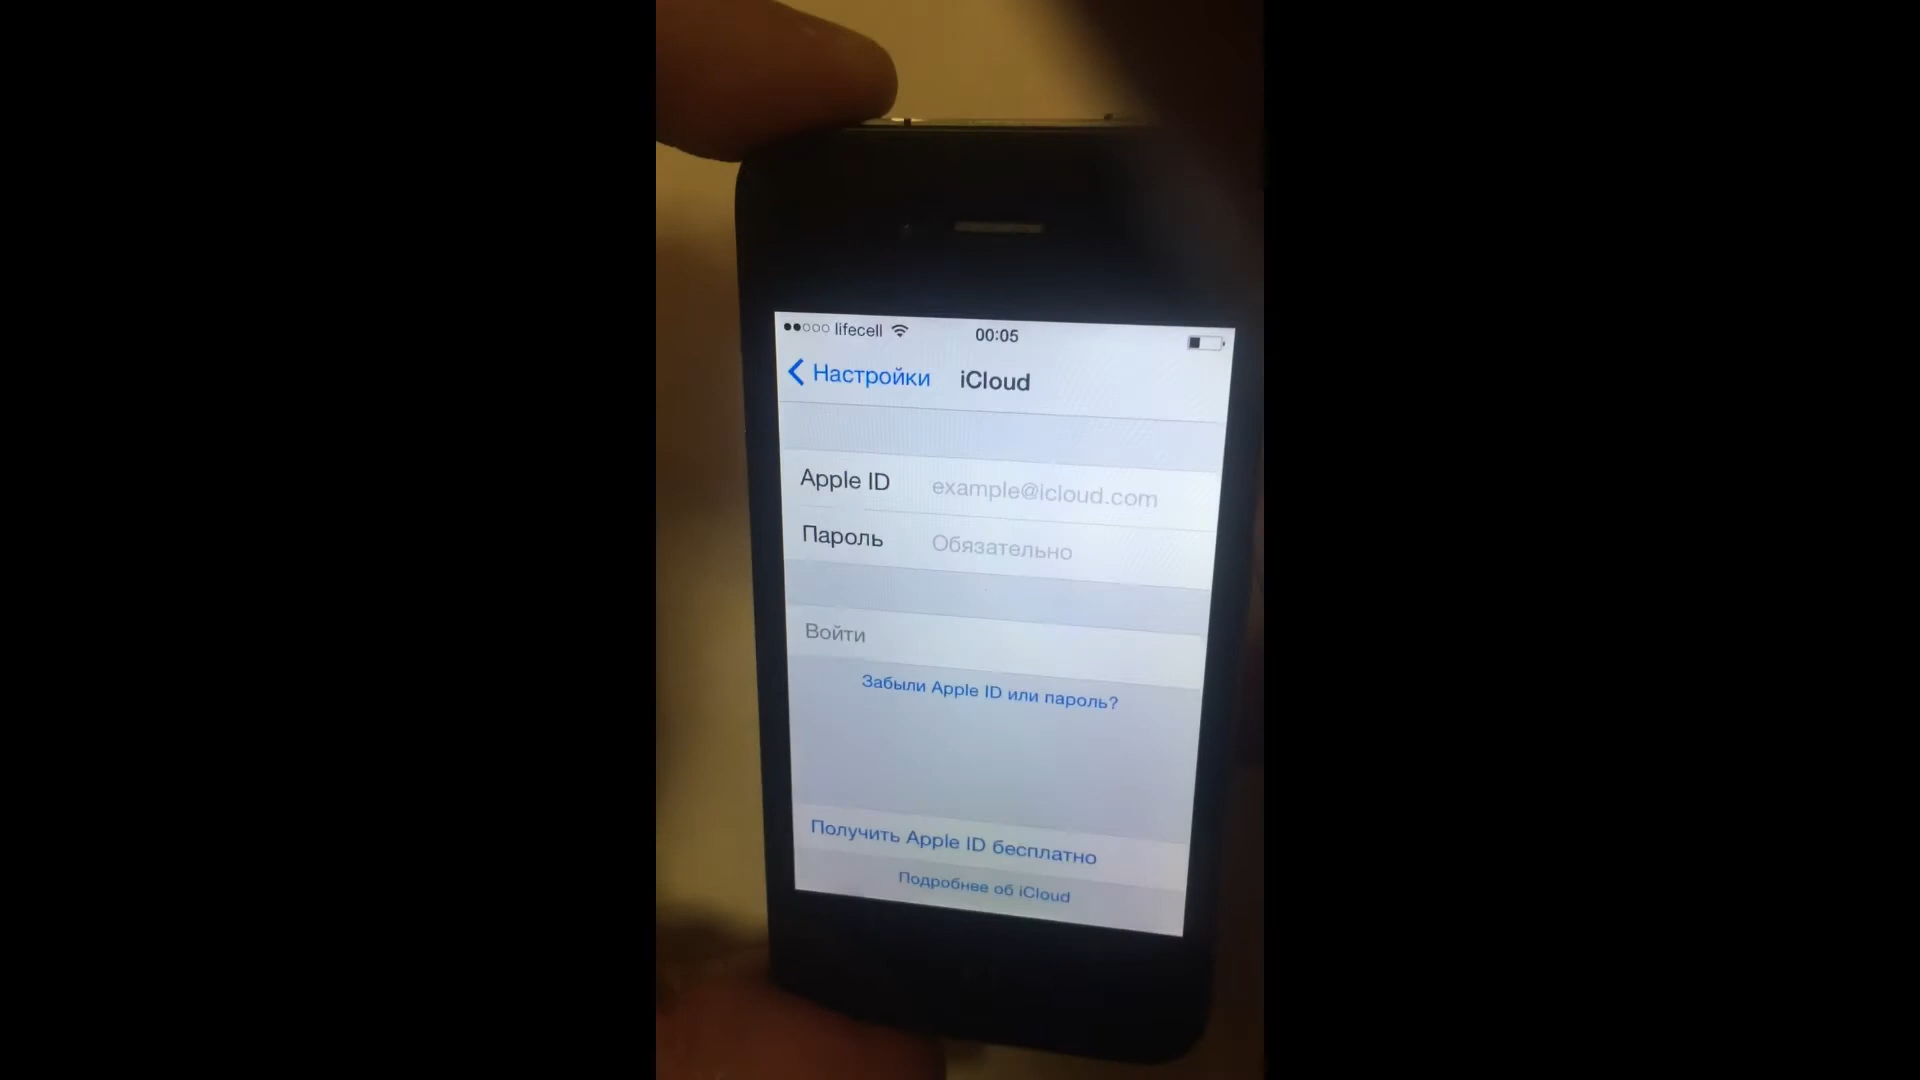 lifecell 00:05
Настройки iCloud
Apple ID example@icloud.com
Пароль Обязательно
Войти
Забыли Apple ID или пароль?
Получить Apple ID бесплатно
Подробнее об iCloud